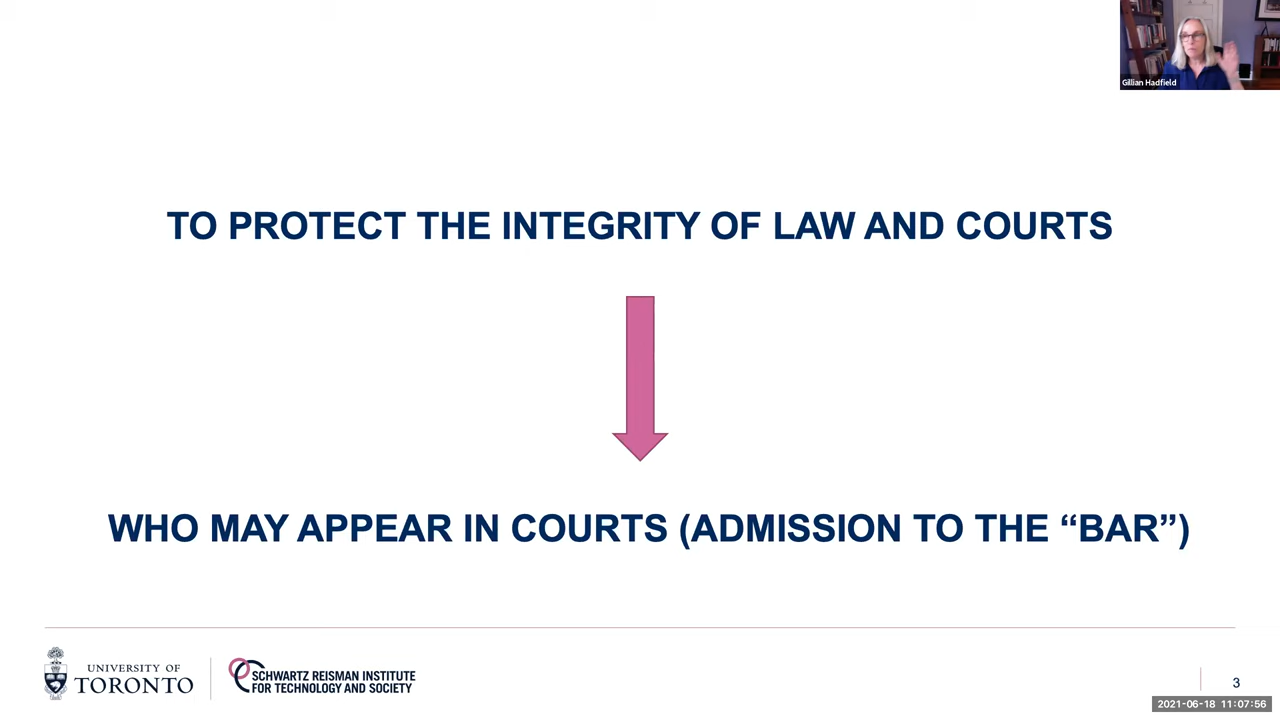 Gillian Hadfield
TO PROTECT THE INTEGRITY OF LAW AND COURTS
WHO MAY APPEAR IN COURTS (ADMISSION TO THE “BAR”)
UNIVERSITY OF
TORONTO
SCHWARTZ REISMAN INSTITUTE
FOR TECHNOLOGY AND SOCIETY
3
2021-06-18 11:07:56